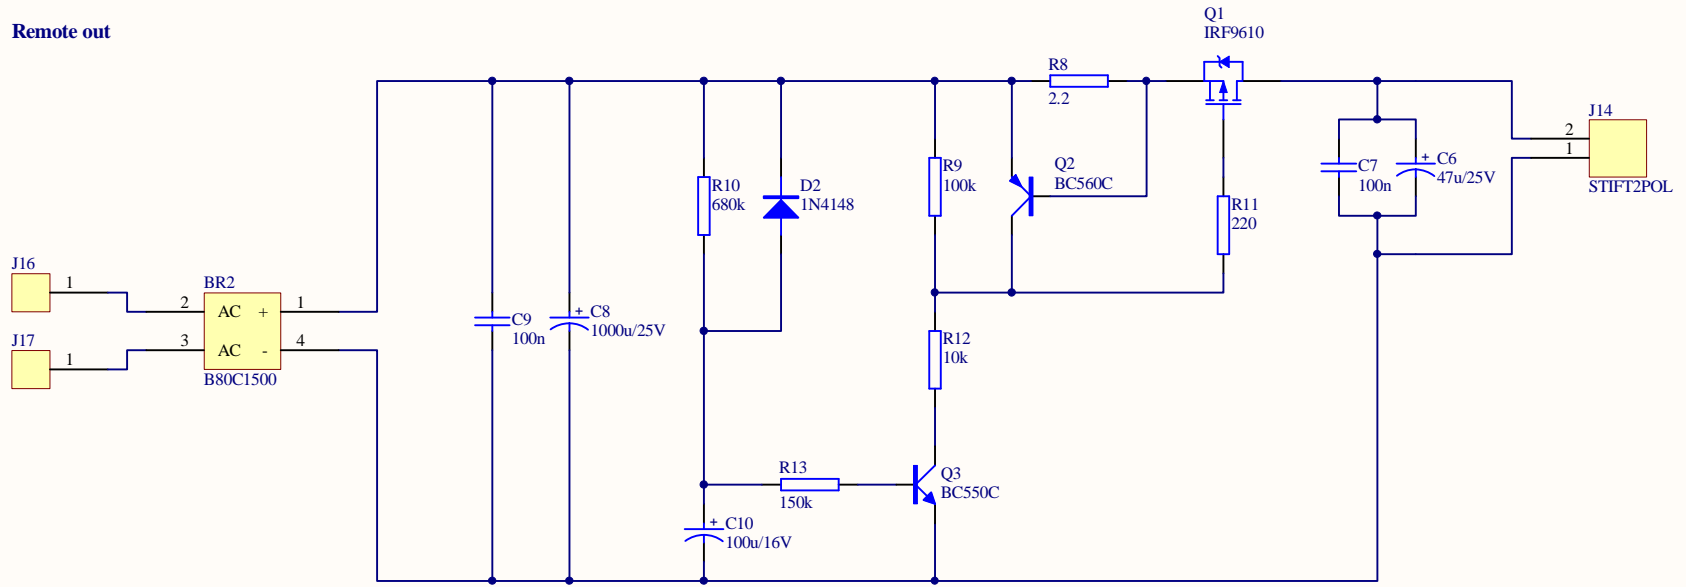 Remote out
Q1
IRF9610
R8
2.2
J14
2
1
STIFT2POL
R9
100k
Q2
BC560C
+
C7
100n
C6
47u/25V
R10
680k
D2
1N4148
R11
220
J16
1
BR2
2
AC
+
1
3
AC
-
4
B80C1500
J17
1
C9
100n
+
C8
1000u/25V
R12
10k
R13
150k
Q3
BC550C
+
C10
100u/16V